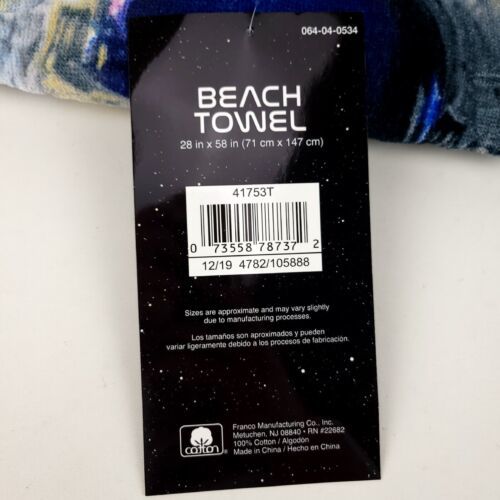 064-04-0534
BEACH
TOWEL
28 in x 58 in (71 cm x 147 cm)
41753T
0 73558 78737 2
12/19 4782/105888
Sizes are approximate and may vary slightly
due to manufacturing processes.
Los tamaños son aproximados y pueden
variar ligeramente debido a los procesos de fabricación.
Franco Manufacturing Co., Inc.
Metuchen, NJ 08840 • RN #22682
100% Cotton / Algodón
Made in China / Hecho en China
cotton®